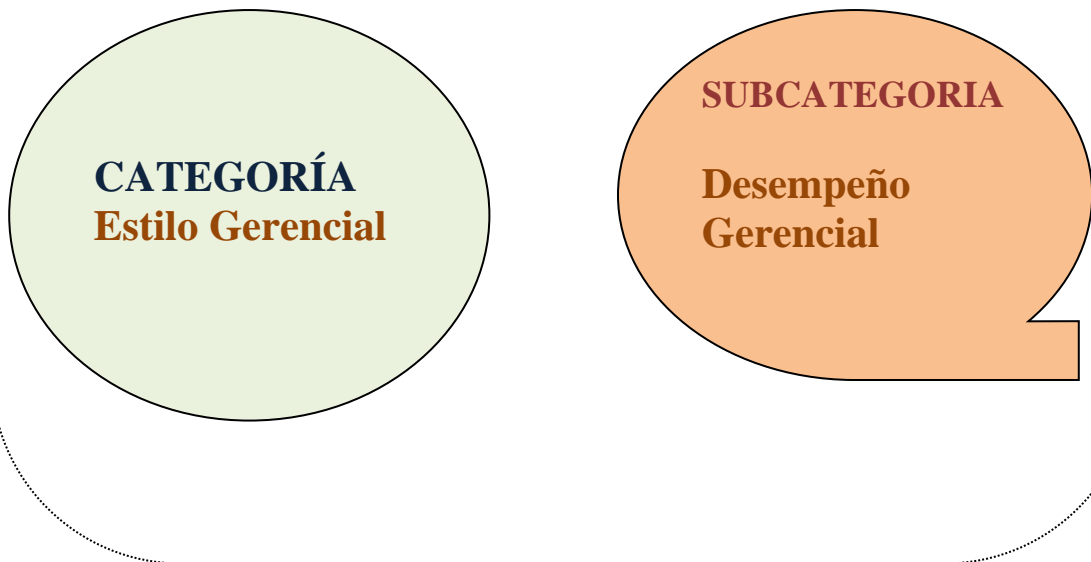 CATEGORÍA
Estilo Gerencial
SUBCATEGORIA
Desempeño
Gerencial